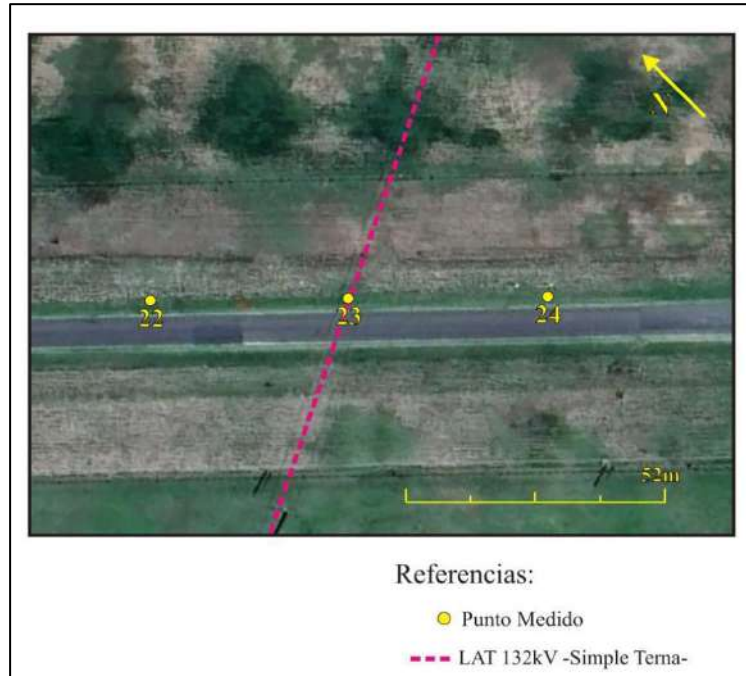 N
22
23
24
52m
Referencias:
Punto Medido
LAT 132kV -Simple Terna-